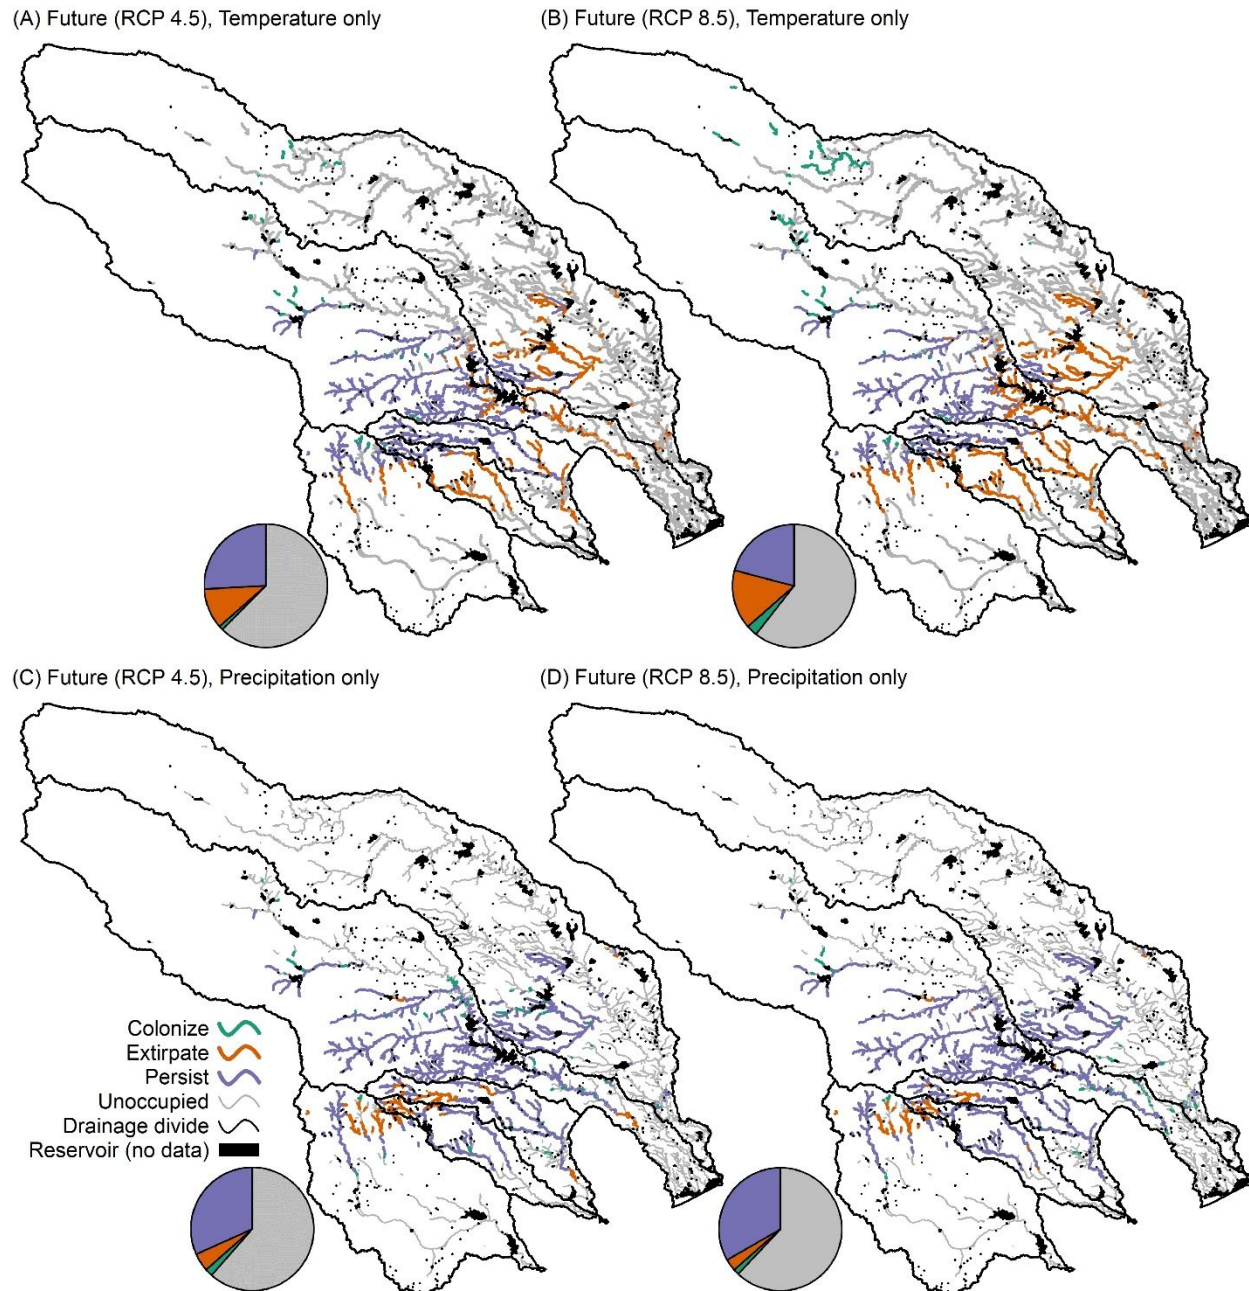 (A) Future (RCP 4.5), Temperature only
(B) Future (RCP 8.5), Temperature only
(C) Future (RCP 4.5), Precipitation only
(D) Future (RCP 8.5), Precipitation only
Colonize
Extirpate
Persist
Unoccupied
Drainage divide
Reservoir (no data)